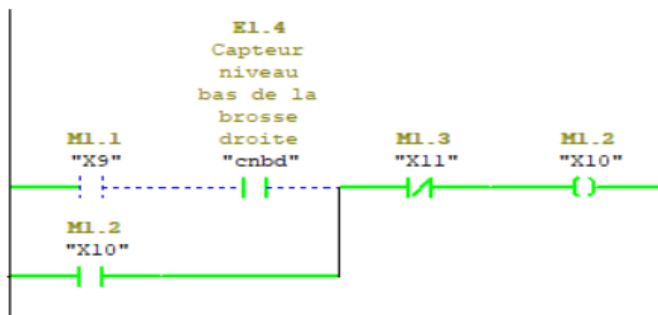 E1.4
Capteur
niveau
bas de la
brosse
M1.1 droite M1.3 M1.2
"X9" "cnbd" "X11" "X10"
M1.2
"X10"